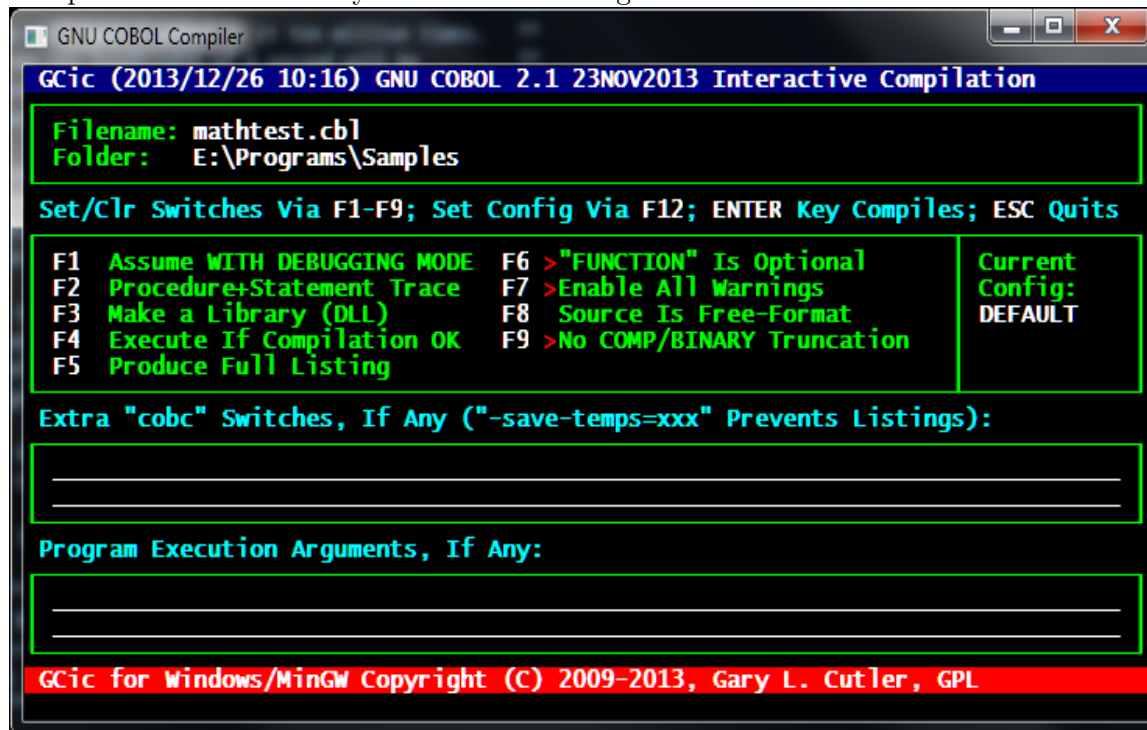 GNU COBOL Compiler
GCic (2013/12/26 10:16) GNU COBOL 2.1 23NOV2013 Interactive Compilation
Filename: mathtest.cbl
Folder: E:\Programs\Samples
Set/Clr Switches Via F1-F9; Set Config Via F12; ENTER Key Compiles; ESC Quits
F1 Assume WITH DEBUGGING MODE F6 >"FUNCTION" Is Optional Current
F2 Procedure+Statement Trace F7 >Enable All Warnings Config:
F3 Make a Library (DLL) F8 Source Is Free-Format DEFAULT
F4 Execute If Compilation OK F9 >No COMP/BINARY Truncation
F5 Produce Full Listing
Extra "cobc" Switches, If Any ("-save-temps=xxx" Prevents Listings):
Program Execution Arguments, If Any:
GCic for Windows/MinGW Copyright (C) 2009-2013, Gary L. Cutler, GPL